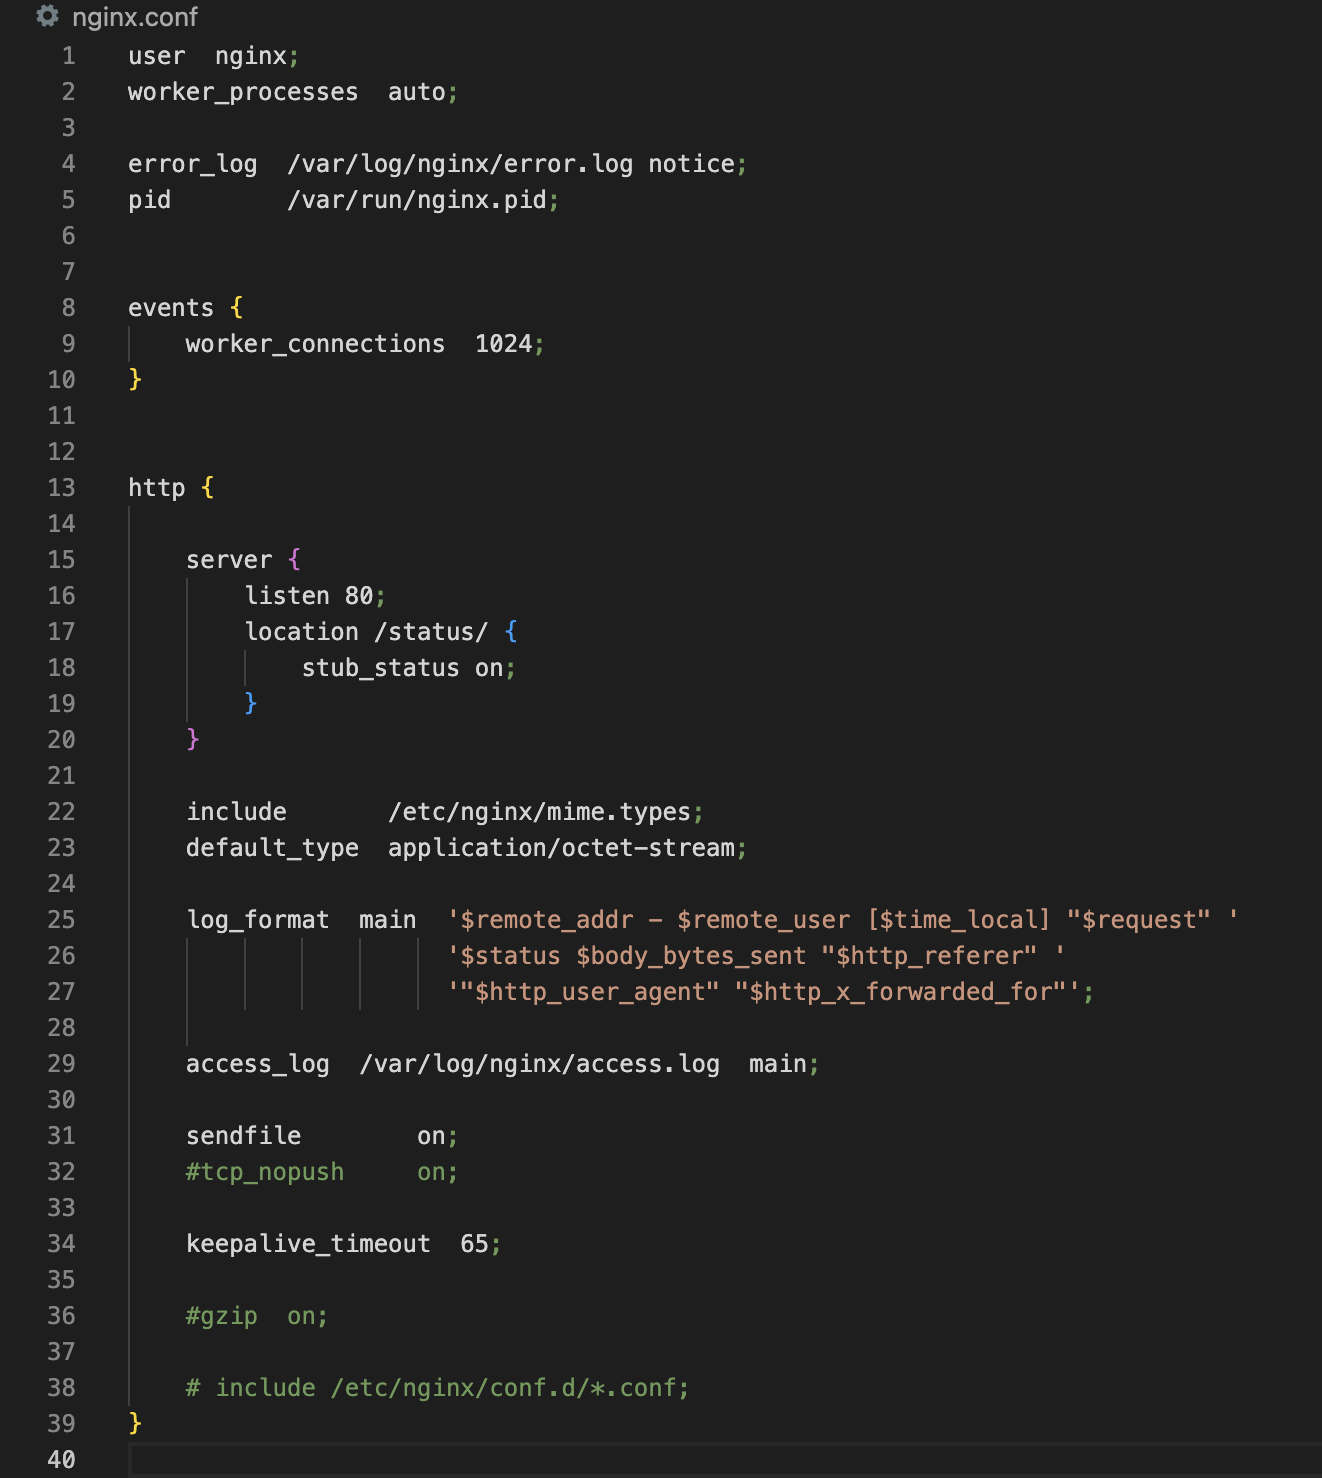 nginx.conf
1 user  nginx;
2 worker_processes  auto;
3
4 error_log  /var/log/nginx/error.log notice;
5 pid        /var/run/nginx.pid;
6
7
8 events {
9     worker_connections  1024;
10 }
11
12
13 http {
14
15     server {
16         listen 80;
17         location /status/ {
18             stub_status on;
19         }
20     }
21
22     include       /etc/nginx/mime.types;
23     default_type  application/octet-stream;
24
25     log_format  main  '$remote_addr - $remote_user [$time_local] "$request" '
26                       '$status $body_bytes_sent "$http_referer" '
27                       '"$http_user_agent" "$http_x_forwarded_for"';
28
29     access_log  /var/log/nginx/access.log  main;
30
31     sendfile        on;
32     #tcp_nopush     on;
33
34     keepalive_timeout  65;
35
36     #gzip  on;
37
38     # include /etc/nginx/conf.d/*.conf;
39 }
40